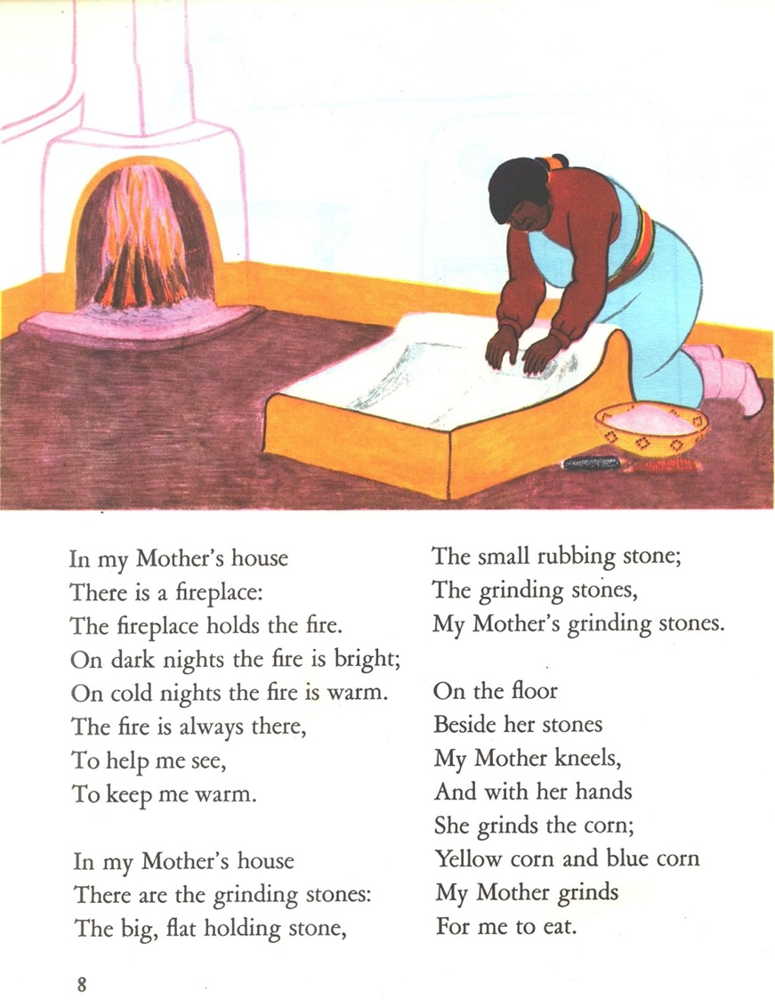 In my Mother's house
There is a fireplace:
The fireplace holds the fire.
On dark nights the fire is bright;
On cold nights the fire is warm.
The fire is always there,
To help me see,
To keep me warm.
In my Mother's house
There are the grinding stones:
The big, flat holding stone,
The small rubbing stone;
The grinding stones,
My Mother's grinding stones.
On the floor
Beside her stones
My Mother kneels,
And with her hands
She grinds the corn;
Yellow corn and blue corn
My Mother grinds
For me to eat.
8